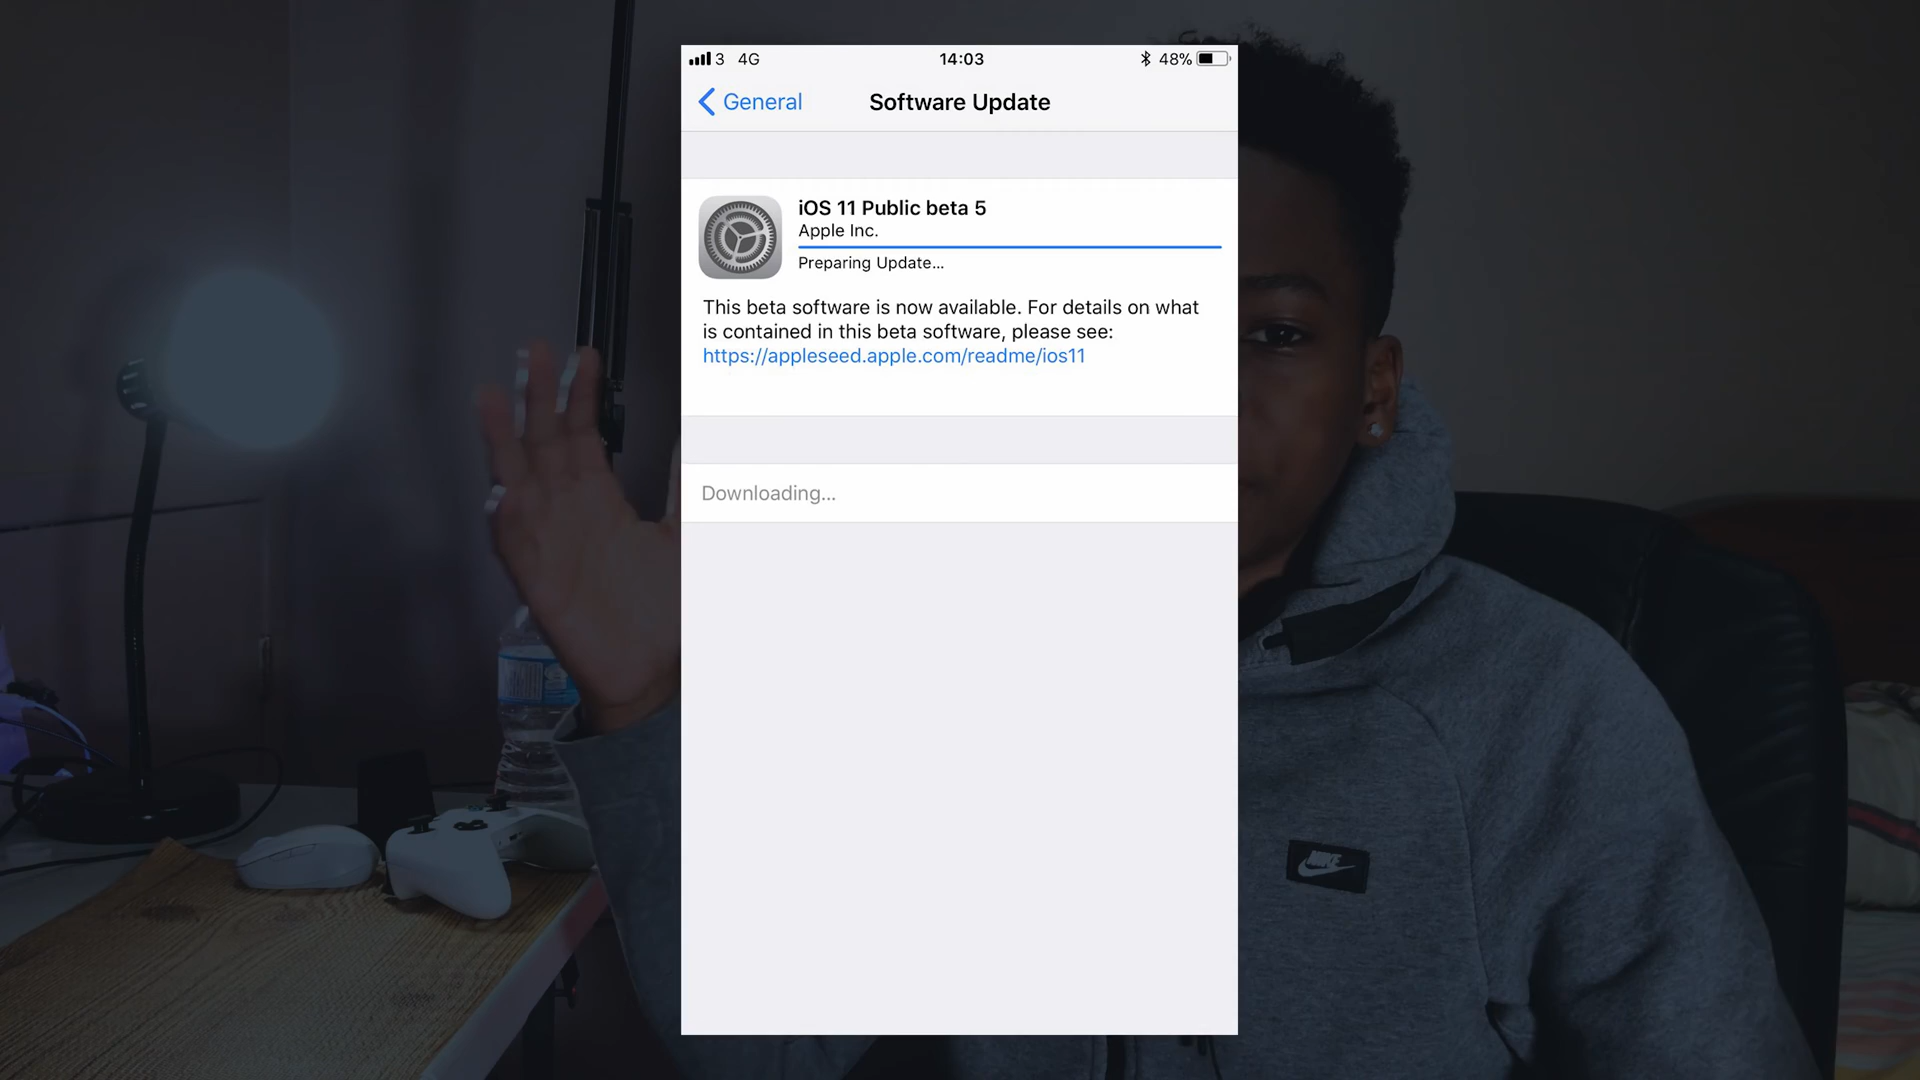 3 4G 14:03 48%
General Software Update
iOS 11 Public beta 5
Apple Inc.
Preparing Update...
This beta software is now available. For details on what
is contained in this beta software, please see:
https://appleseed.apple.com/readme/ios11
Downloading...
NIKE